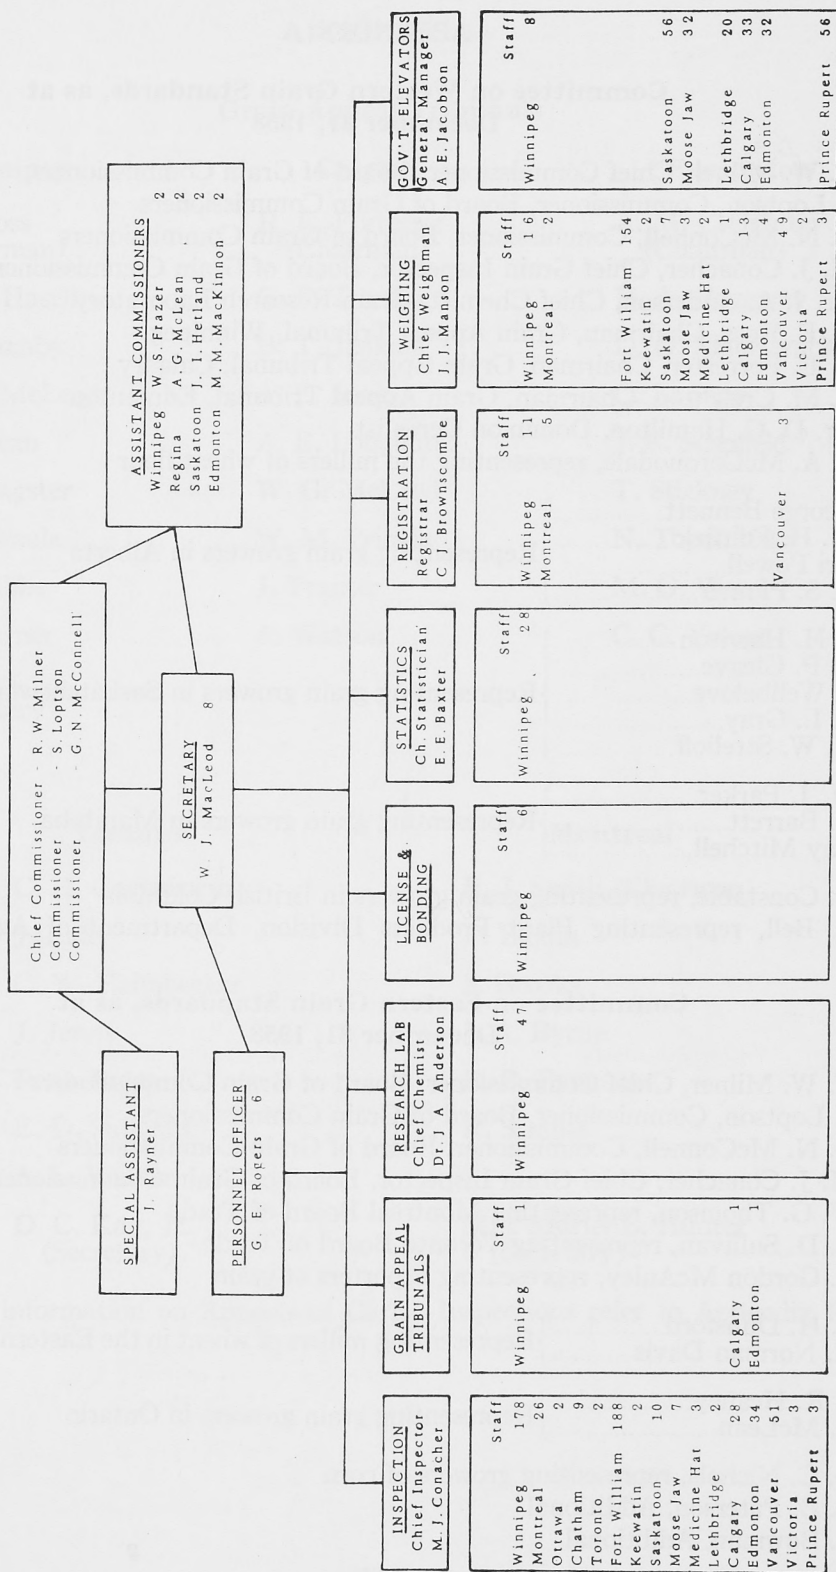 Chief Commissioner - R. W. Milner
Commissioner - S. Loptson
Commissioner - G. N. McConnell
SPECIAL ASSISTANT
J. Rayner
ASSISTANT COMMISSIONERS
Winnipeg W. S. Frazer 2
Regina A. G. McLean 2
Saskatoon J. I. Hetland 2
Edmonton M. M. MacKinnon 2
SECRETARY
W. J. MacLeod 8
PERSONNEL OFFICER
G. E. Rogers 6
INSPECTION
Chief Inspector
M. J. Conacher
Staff
Winnipeg 178
Montreal 26
Ottawa 2
Chatham 9
Toronto 2
Fort William 188
Keewatin 2
Saskatoon 10
Moose Jaw 7
Medicine Hat 3
Lethbridge 2
Calgary 28
Edmonton 34
Vancouver 51
Victoria 3
Prince Rupert 3
GRAIN APPEAL
TRIBUNALS
Staff
Winnipeg 1
Calgary 1
Edmonton 1
RESEARCH LAB
Chief Chemist
Dr. J. A. Anderson
Staff
Winnipeg 47
LICENSE &
BONDING
Staff
Winnipeg 6
STATISTICS
Ch. Statistician
E. E. Baxter
Staff
Winnipeg 28
REGISTRATION
Registrar
C. J. Brownscombe
Staff
Winnipeg 11
Montreal 5
Vancouver 3
WEIGHING
Chief Weighman
J. J. Manson
Staff
Winnipeg 16
Montreal 2
Fort William 154
Keewatin 2
Saskatoon 7
Moose Jaw 3
Medicine Hat 2
Lethbridge 1
Calgary 13
Edmonton 4
Vancouver 49
Victoria 2
Prince Rupert 3
GOV'T. ELEVATORS
General Manager
A. E. Jacobson
Staff
Winnipeg 8
Saskatoon 56
Moose Jaw 32
Lethbridge 20
Calgary 33
Edmonton 32
Prince Rupert 56